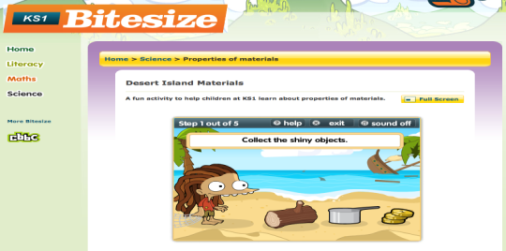 KS1 Bitesize
Home
Literacy
Maths
Science
More Bitesize
CBBC
Home > Science > Properties of materials
Desert Island Materials
A fun activity to help children at KS1 learn about properties of materials.
Full Screen
Step 1 out of 5 help exit sound off
Collect the shiny objects.